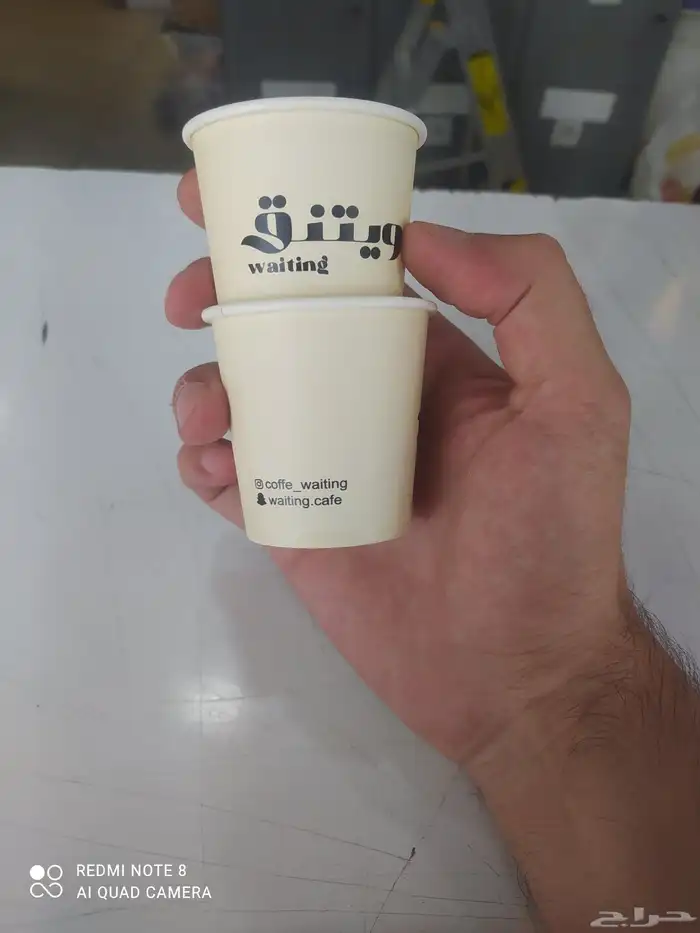 ويتنق
waiting
coffe_waiting
waiting.cafe
REDMI NOTE 8
AI QUAD CAMERA
حراج